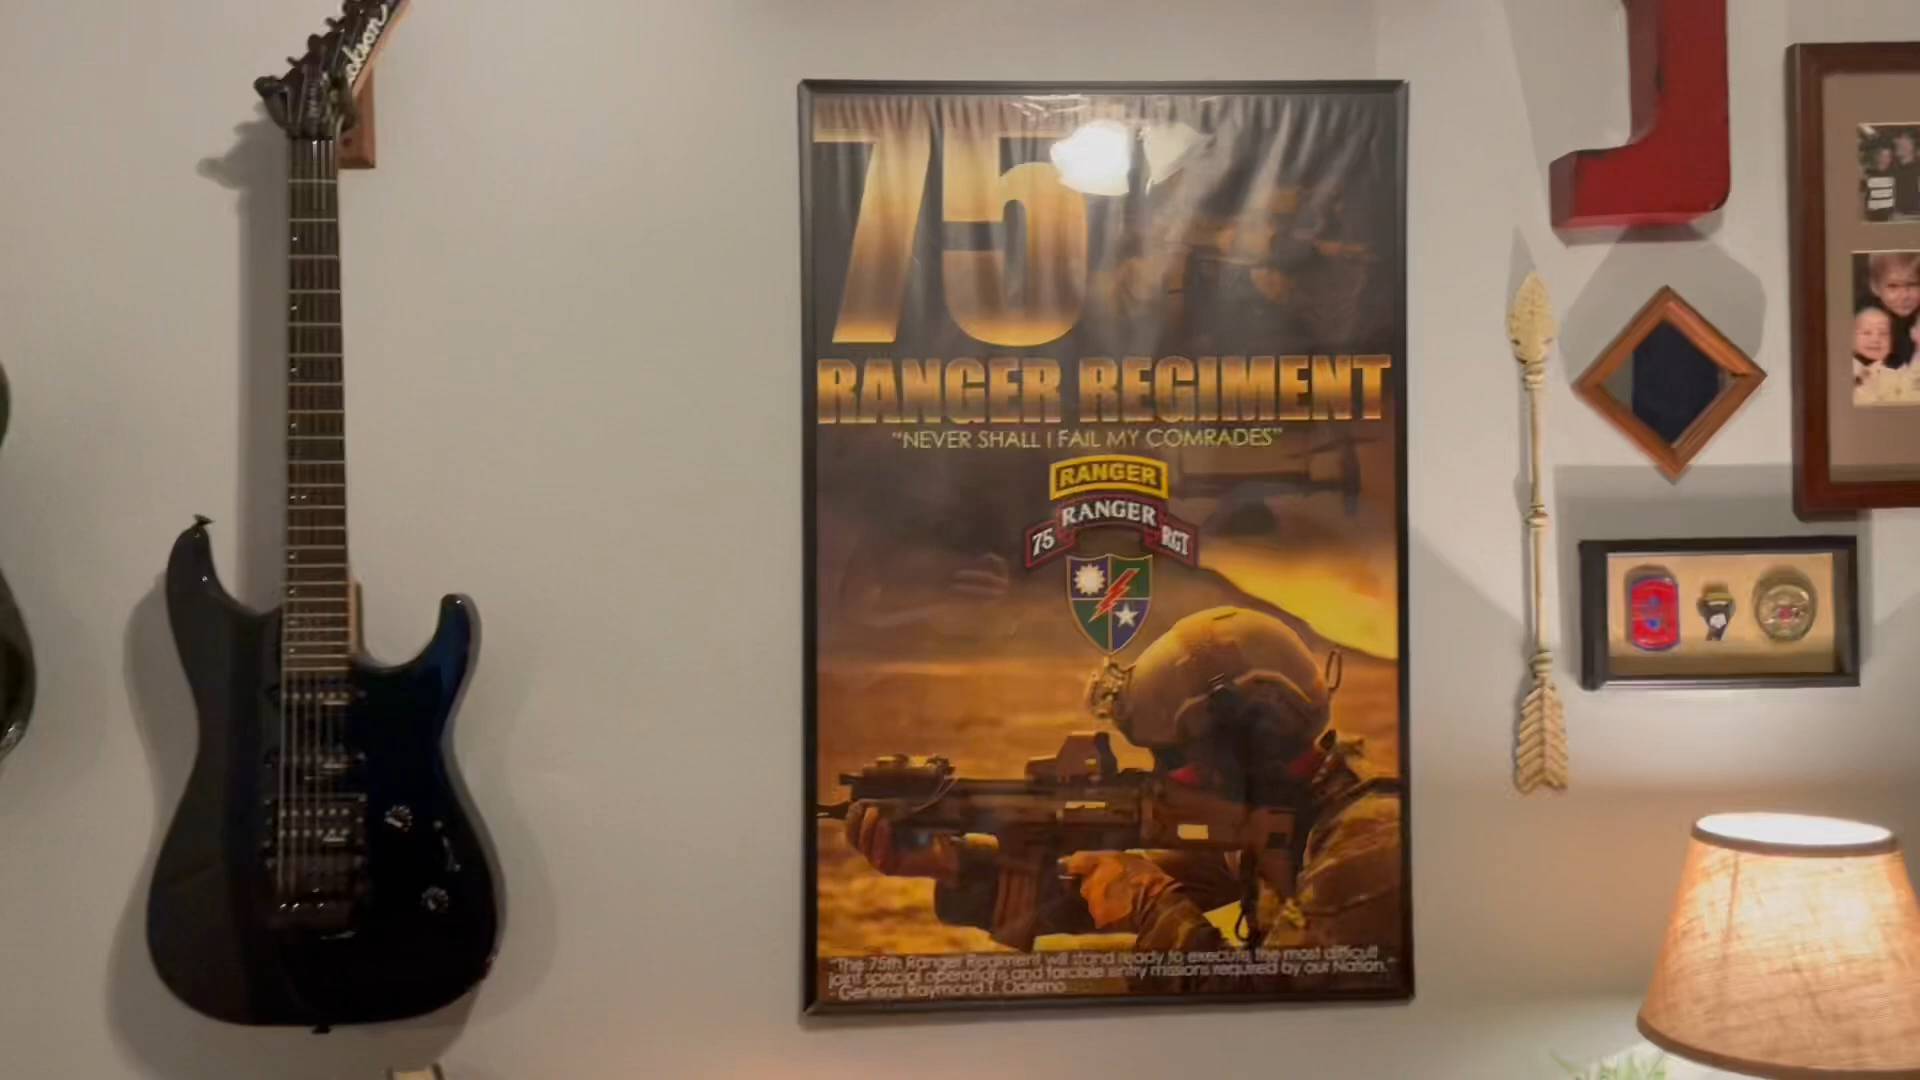 75
RANGER REGIMENT
"NEVER SHALL I FAIL MY COMRADES"
RANGER
75 RANGER RGT
"The 75th Ranger Regiment will stand ready to execute the most difficult
joint special operations and forcible entry missions required by our Nation."
- General Raymond T. Odierno